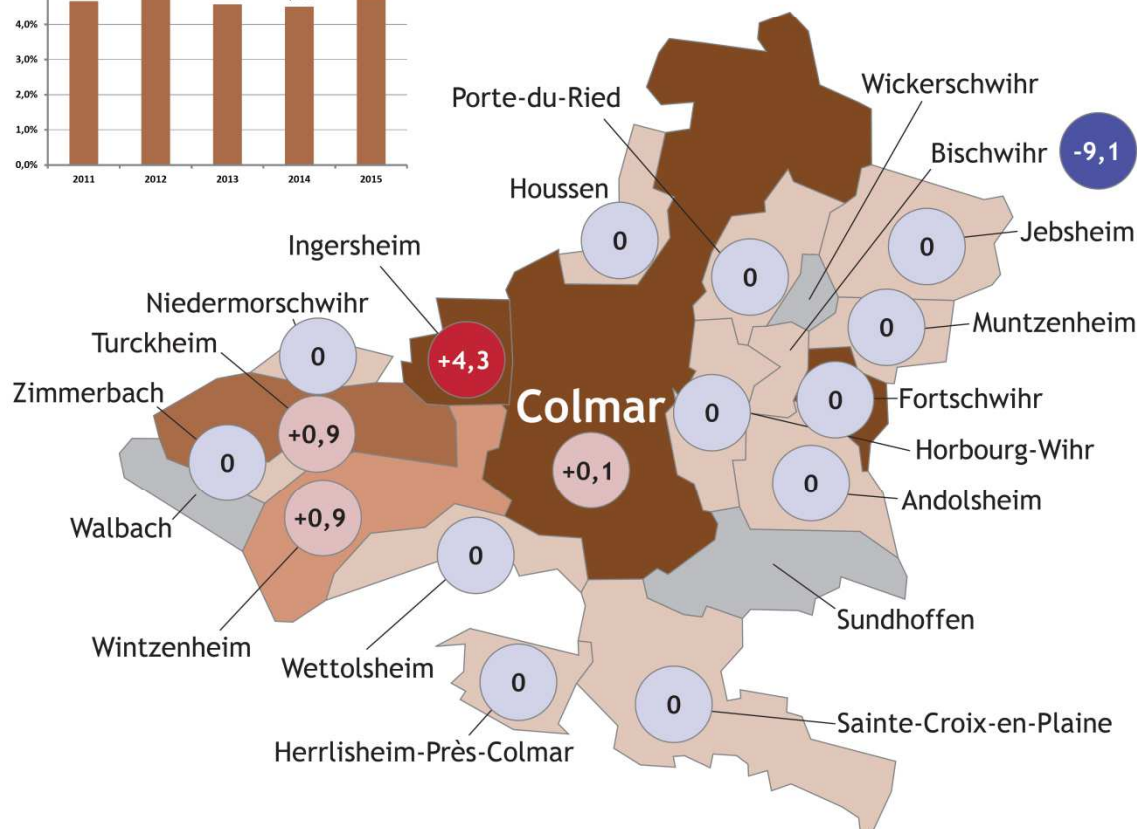 4,0%
3,0%
2,0%
1,0%
0,0%
2011 2012 2013 2014 2015
Porte-du-Ried
Wickerschwihr
Bischwihr -9,1
Houssen
0
0
Jebsheim
Ingersheim
0
Niedermorschwihr
0
Muntzenheim
Turckheim
0
+4,3
Zimmerbach
Colmar
0
0
Fortschwihr
+0,9
Horbourg-Wihr
0
+0,1
0
Andolsheim
Walbach
+0,9
0
Sundhoffen
Wintzenheim
Wettolsheim
0
0
Sainte-Croix-en-Plaine
Herrlisheim-Près-Colmar